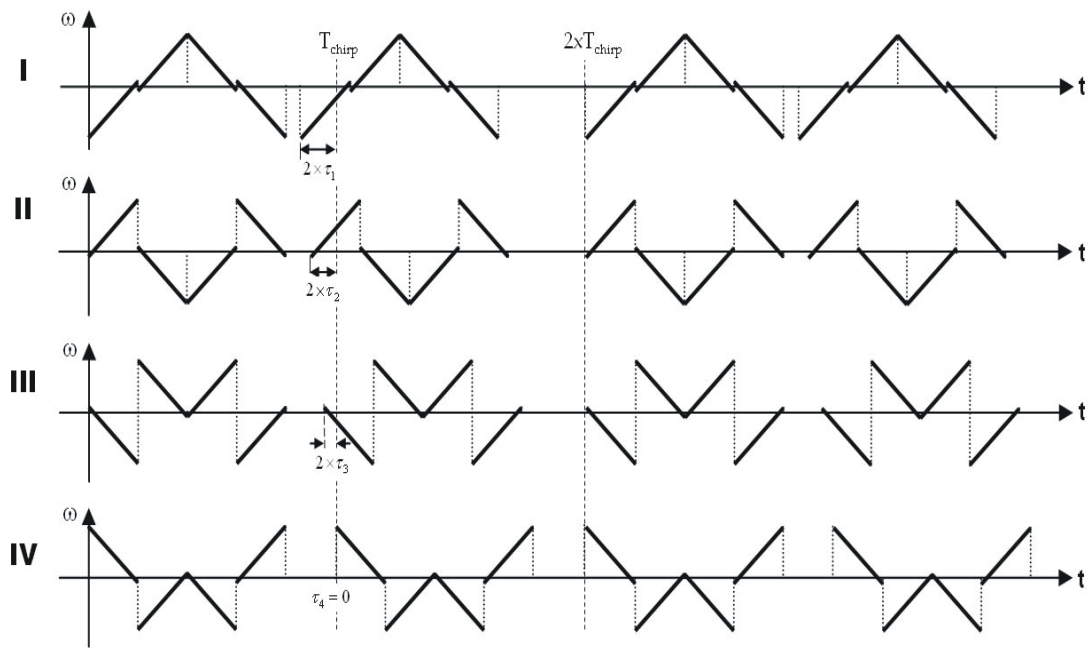 ω
T_chirp
2xT_chirp
I
t
2×τ₁
ω
II
t
2×τ₂
ω
III
t
2×τ₃
ω
IV
t
τ₄=0